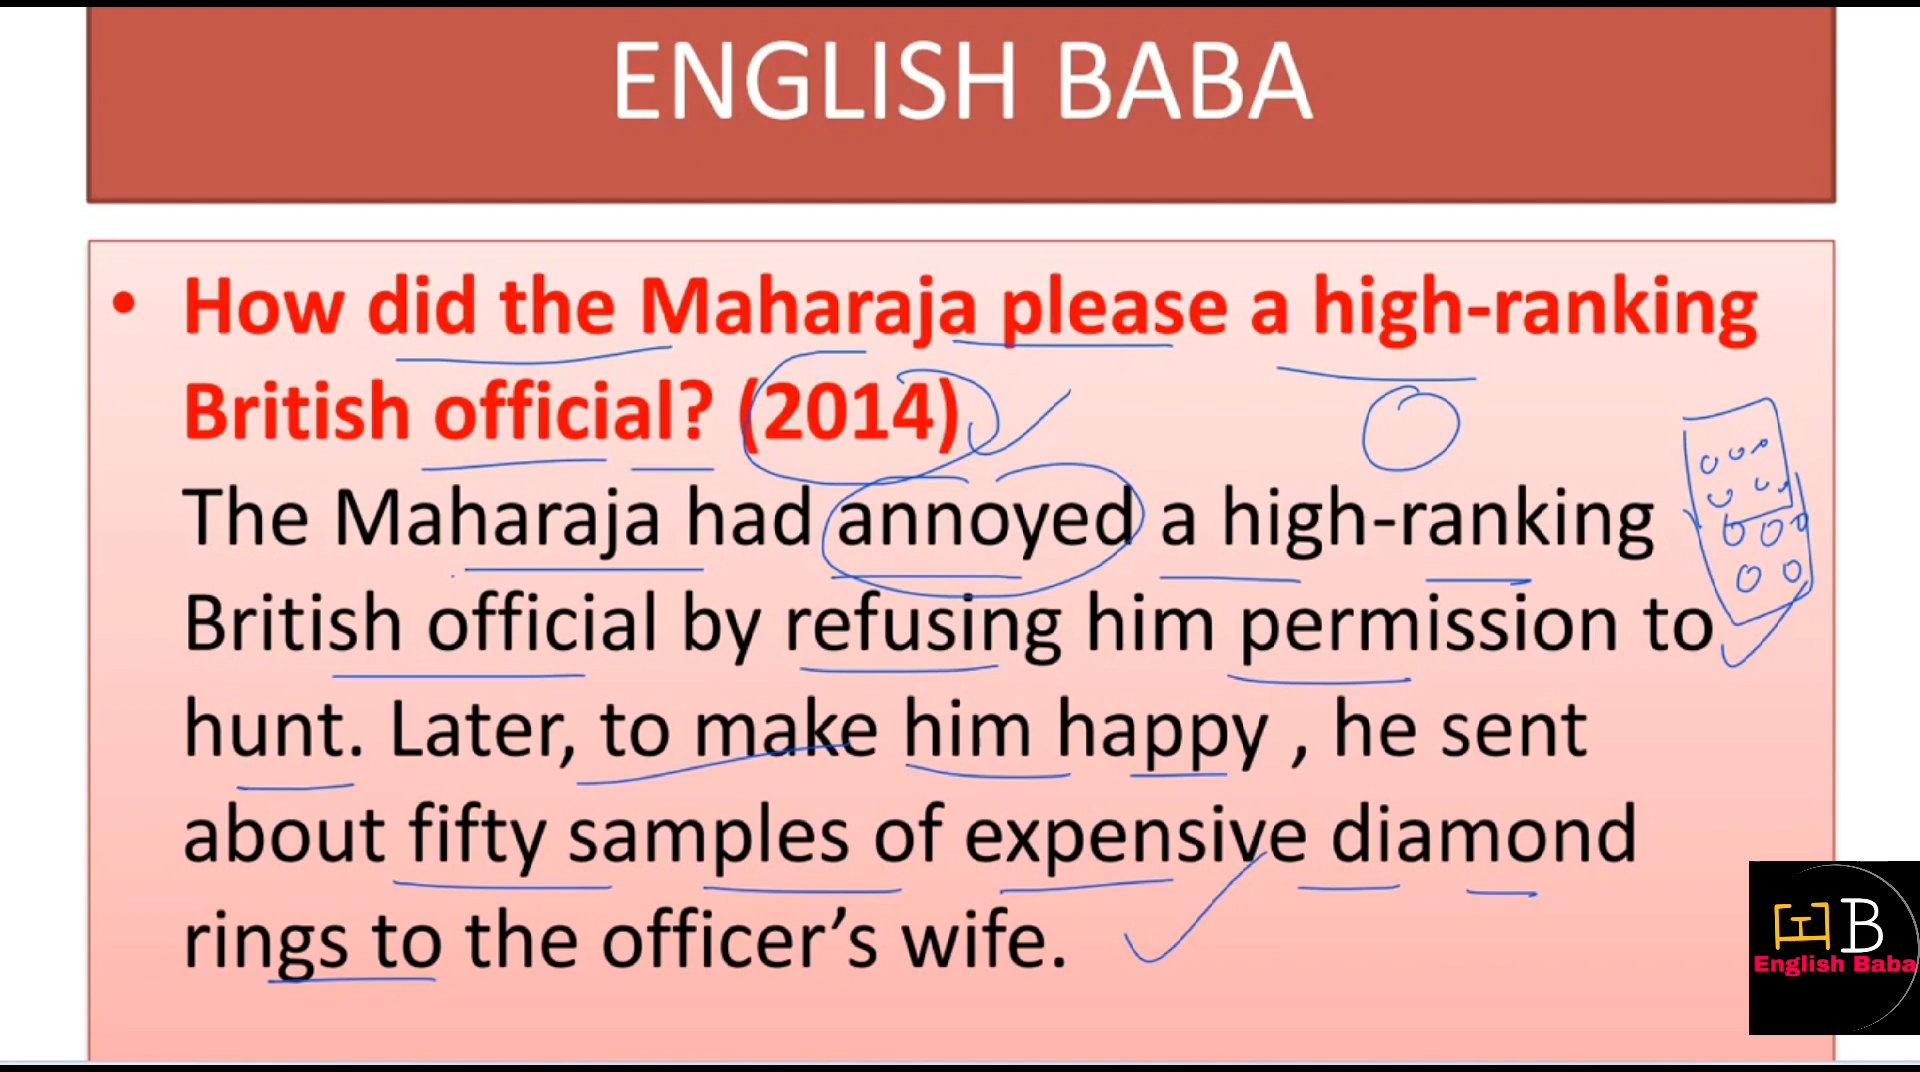 ENGLISH BABA
• How did the Maharaja please a high-ranking
British official? (2014)
The Maharaja had annoyed a high-ranking
British official by refusing him permission to
hunt. Later, to make him happy , he sent
about fifty samples of expensive diamond
rings to the officer’s wife.
EB
English Baba